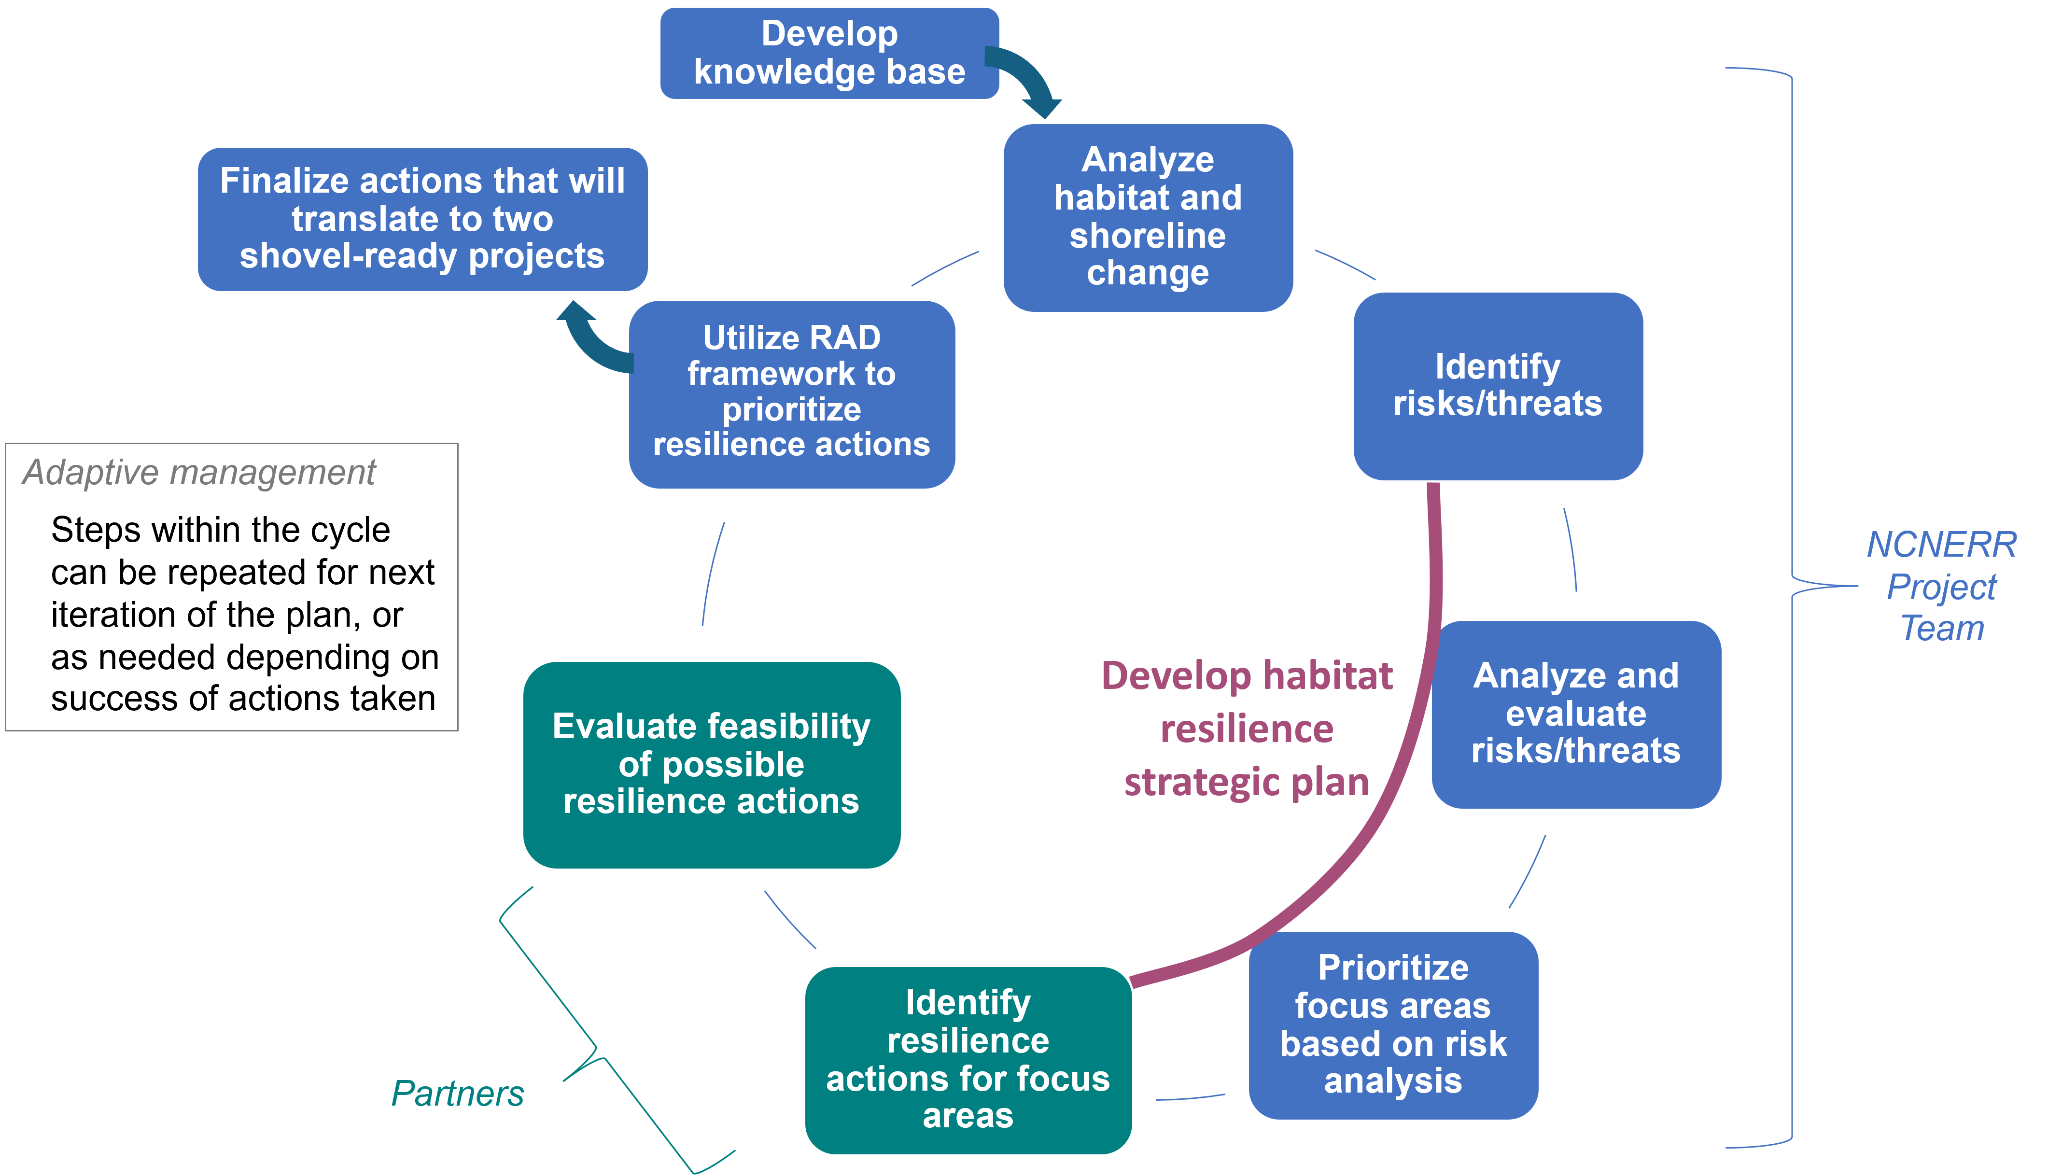 Develop
knowledge base
Analyze
habitat and
shoreline
change
Identify
risks/threats
Analyze and
evaluate
risks/threats
Prioritize
focus areas
based on risk
analysis
Identify
resilience
actions for focus
areas
Evaluate feasibility
of possible
resilience actions
Utilize RAD
framework to
prioritize
resilience actions
Finalize actions that will
translate to two
shovel-ready projects
Develop habitat
resilience
strategic plan
Adaptive management
Steps within the cycle
can be repeated for next
iteration of the plan, or
as needed depending on
success of actions taken
Partners
NCNERR
Project
Team